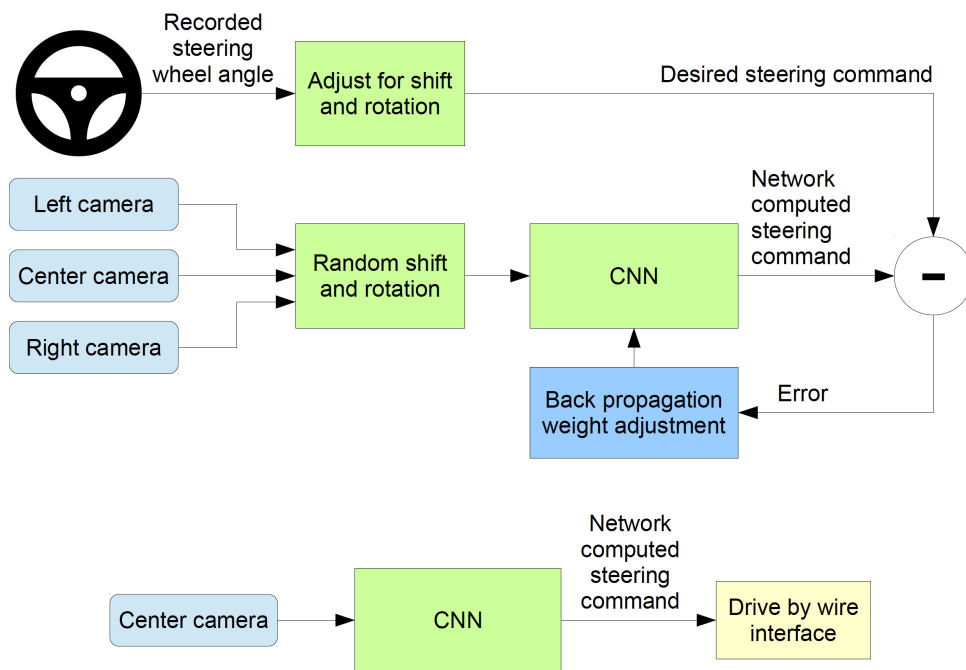 Recorded
steering
wheel angle
Adjust for shift
and rotation
Desired steering command
Left camera
Center camera
Right camera
Random shift
and rotation
CNN
Network
computed
steering
command
-
Back propagation
weight adjustment
Error
Center camera
CNN
Network
computed
steering
command
Drive by wire
interface